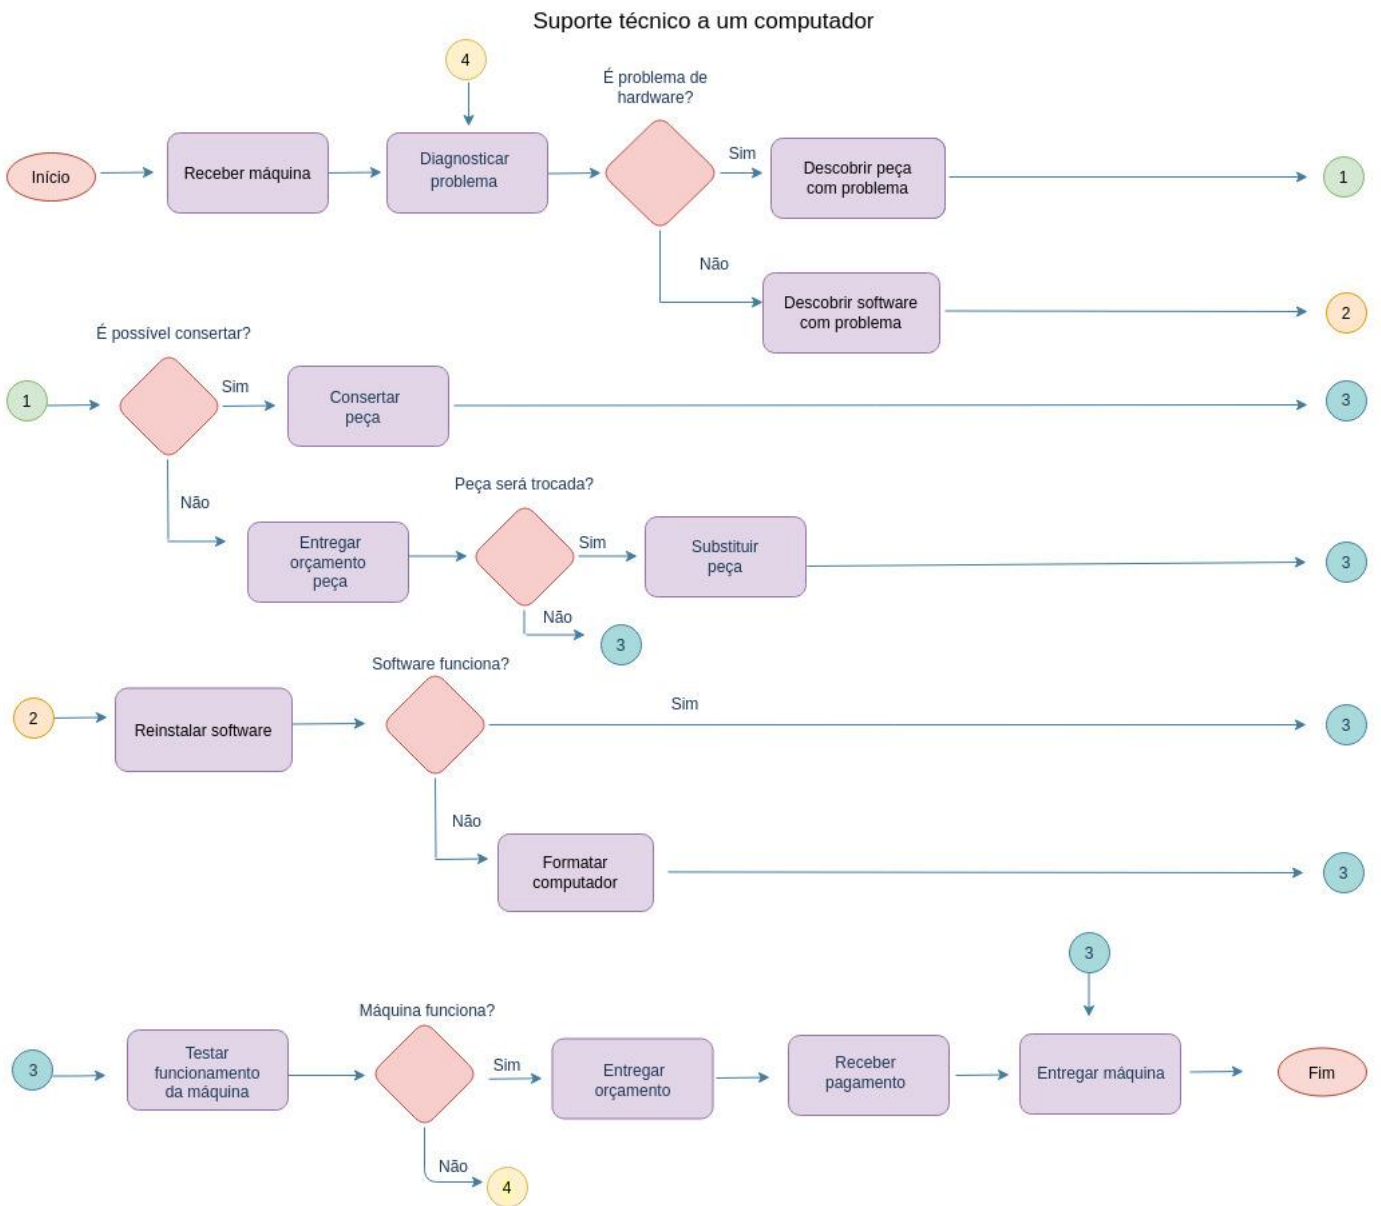 Suporte técnico a um computador
4
É problema de
hardware?
Início
Receber máquina
Diagnosticar
problema
Sim
Descobrir peça
com problema
1
Não
Descobrir software
com problema
2
É possível consertar?
1
Sim
Consertar
peça
3
Não
Peça será trocada?
Entregar
orçamento
peça
Sim
Substituir
peça
3
Não
3
Software funciona?
2
Reinstalar software
Sim
3
Não
Formatar
computador
3
3
Máquina funciona?
3
Testar
funcionamento
da máquina
Sim
Entregar
orçamento
Receber
pagamento
Entregar máquina
Fim
Não
4